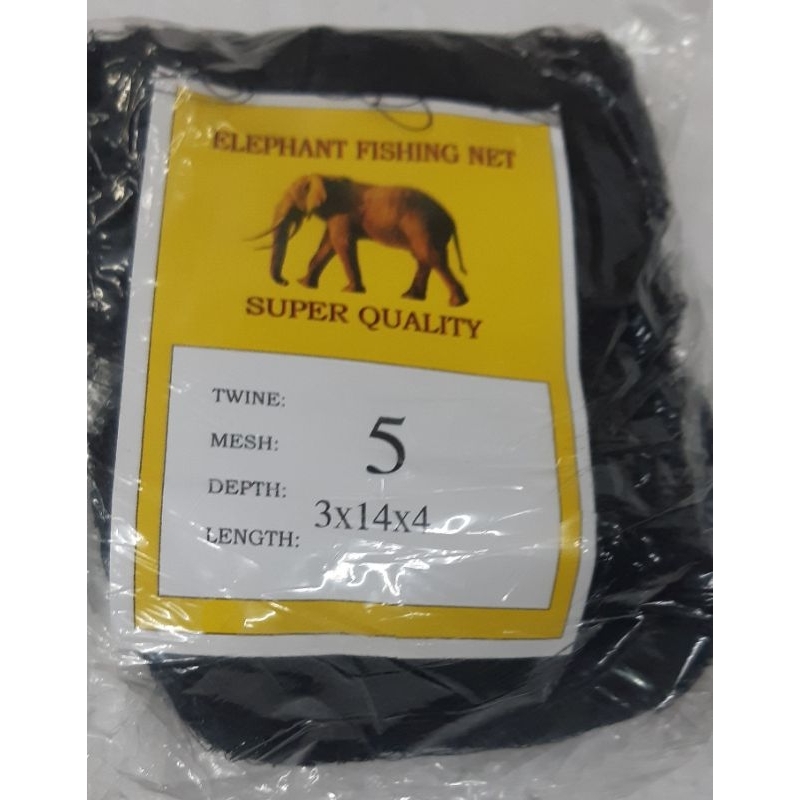 ELEPHANT FISHING NET
SUPER QUALITY
TWINE:
MESH: 5
DEPTH:
3x14x4
LENGTH: